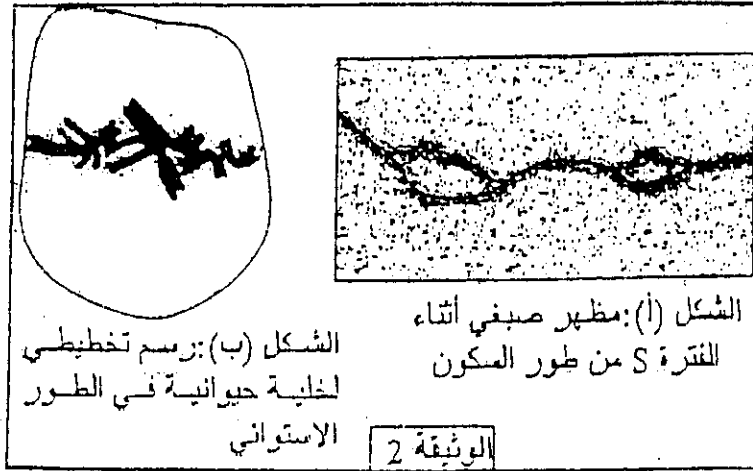 الشكل (أ): مظهر صبغي أثناء
الفترة S من طور السكون
الشكل (ب): رسم تخطيطي
لخلية حيوانية في الطور
الاستوائي
الوثيقة 2